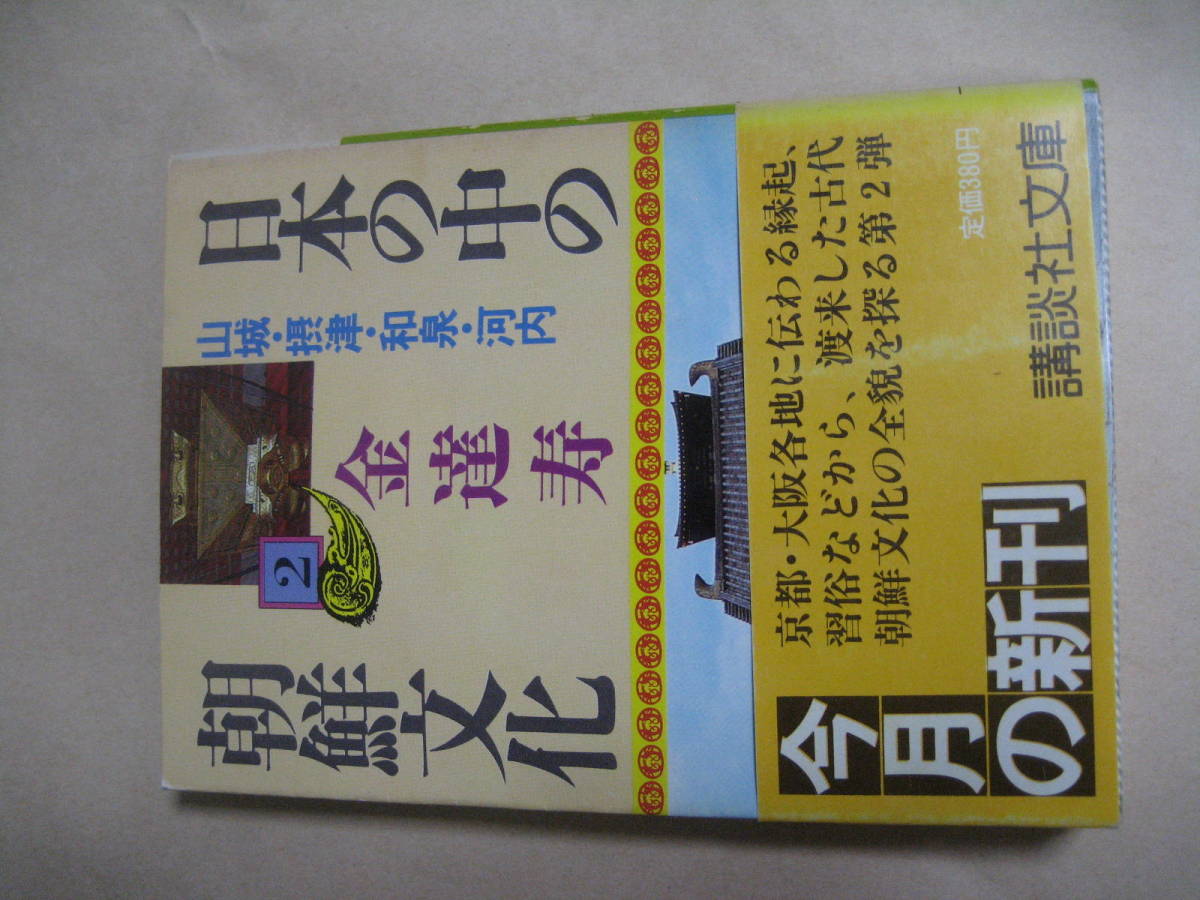 日本の中の
朝鮮文化
2
山城・摂津・和泉・河内
金達寿
京都・大阪各地に伝わる縁起、
習俗などから、渡来した古代
朝鮮文化の全貌を探る第2弾
今月の新刊
定価380円
講談社文庫